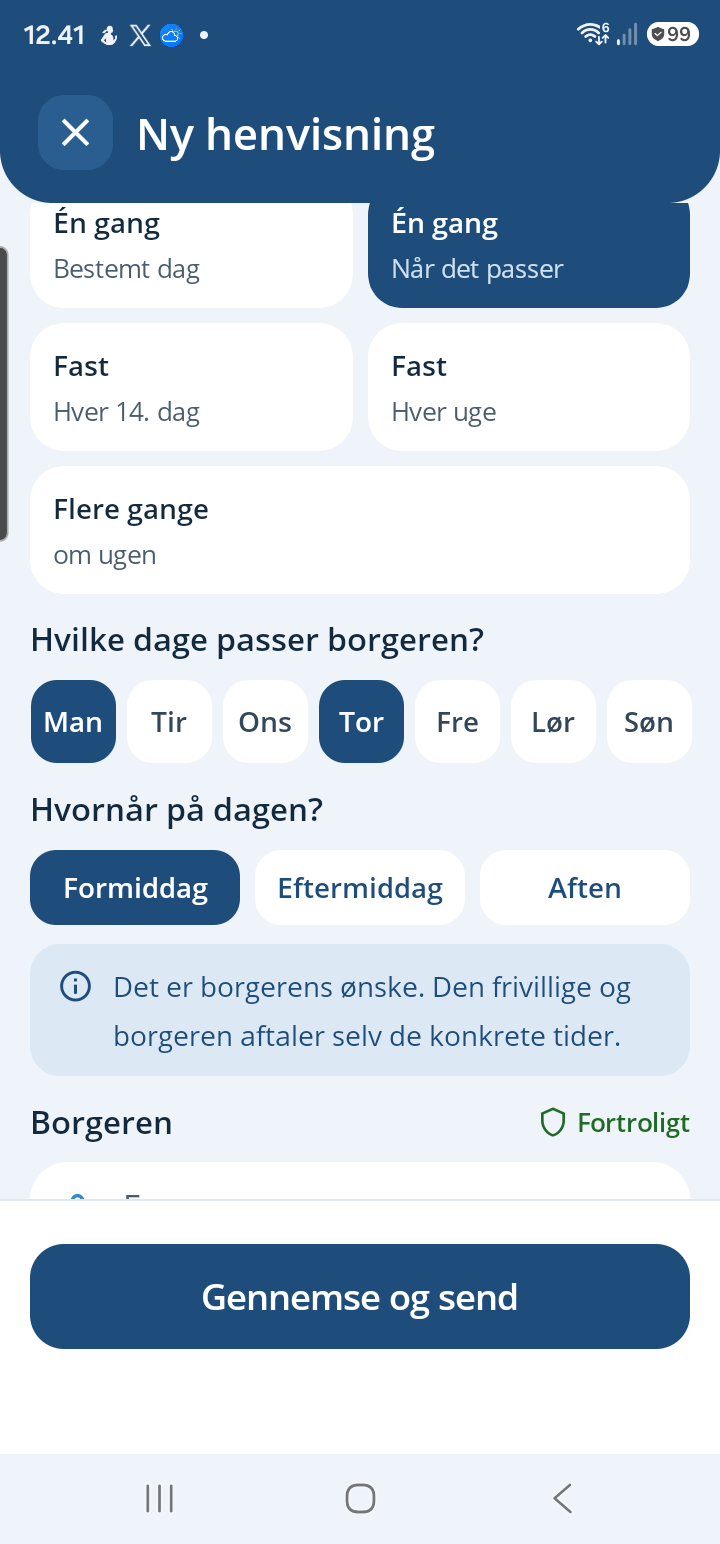 12.41
6
99
Ny henvisning
Én gang
Bestemt dag
Én gang
Når det passer
Fast
Hver 14. dag
Fast
Hver uge
Flere gange
om ugen
Hvilke dage passer borgeren?
Man Tir Ons Tor Fre Lør Søn
Hvornår på dagen?
Formiddag Eftermiddag Aften
Det er borgerens ønske. Den frivillige og
borgeren aftaler selv de konkrete tider.
Borgeren
Fortroligt
Gennemse og send